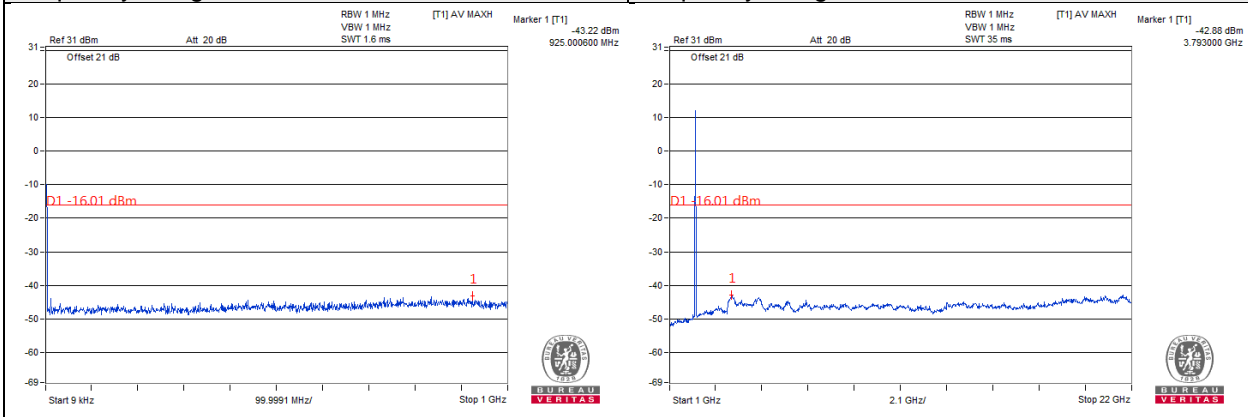 RBW 1 MHz
VBW 1 MHz
SWT 1.6 ms
[T1] AV MAXH
Marker 1 [T1]
-43.22 dBm
925.000600 MHz
Ref 31 dBm
Att 20 dB
Offset 21 dB
31
20
10
0
-10
-20
-30
-40
-50
-60
-69
D1 -16.01 dBm
1
Start 9 kHz
99.9991 MHz/
Stop 1 GHz
BUREAU
VERITAS
RBW 1 MHz
VBW 1 MHz
SWT 35 ms
[T1] AV MAXH
Marker 1 [T1]
-42.88 dBm
3.793000 GHz
Ref 31 dBm
Att 20 dB
Offset 21 dB
31
20
10
0
-10
-20
-30
-40
-50
-60
-69
D1 -16.01 dBm
1
Start 1 GHz
2.1 GHz/
Stop 22 GHz
BUREAU
VERITAS